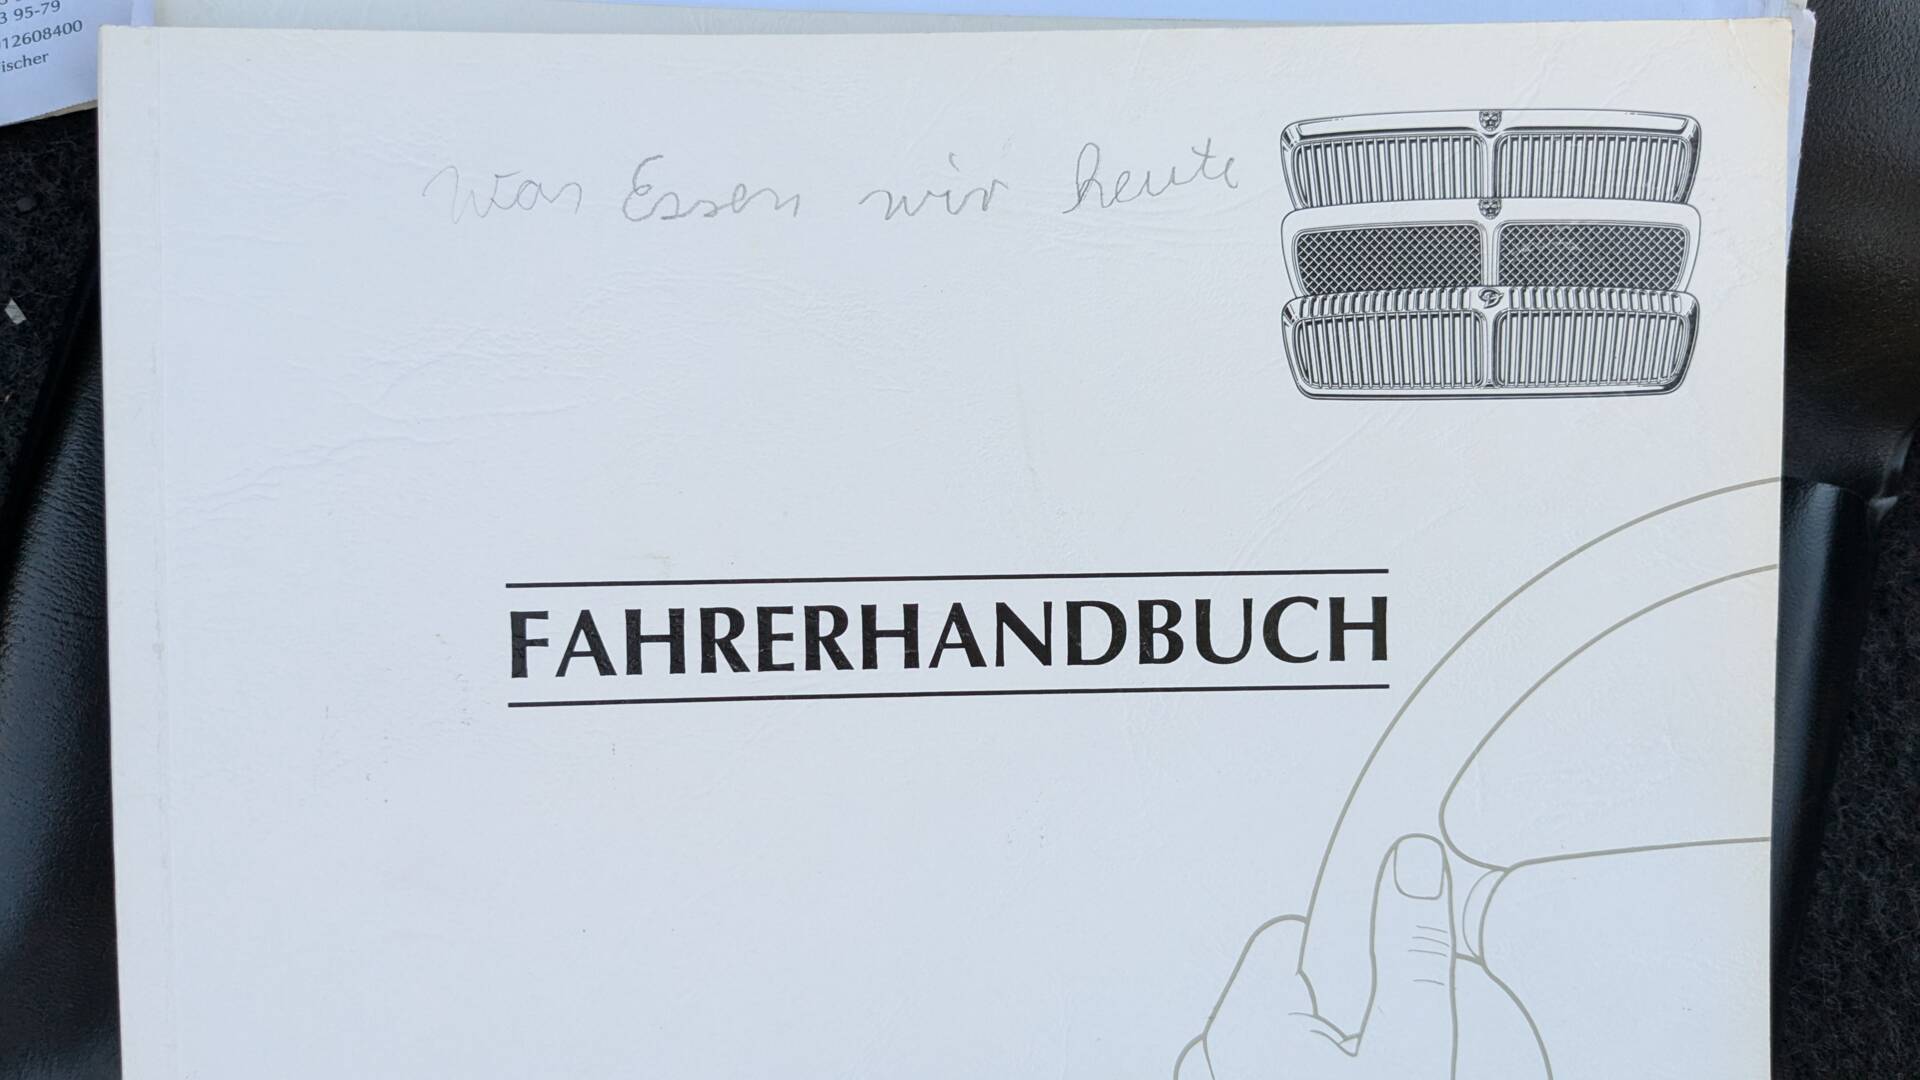 3 95-79
12608400
ischer
Was Essen wir heute
FAHRERHANDBUCH